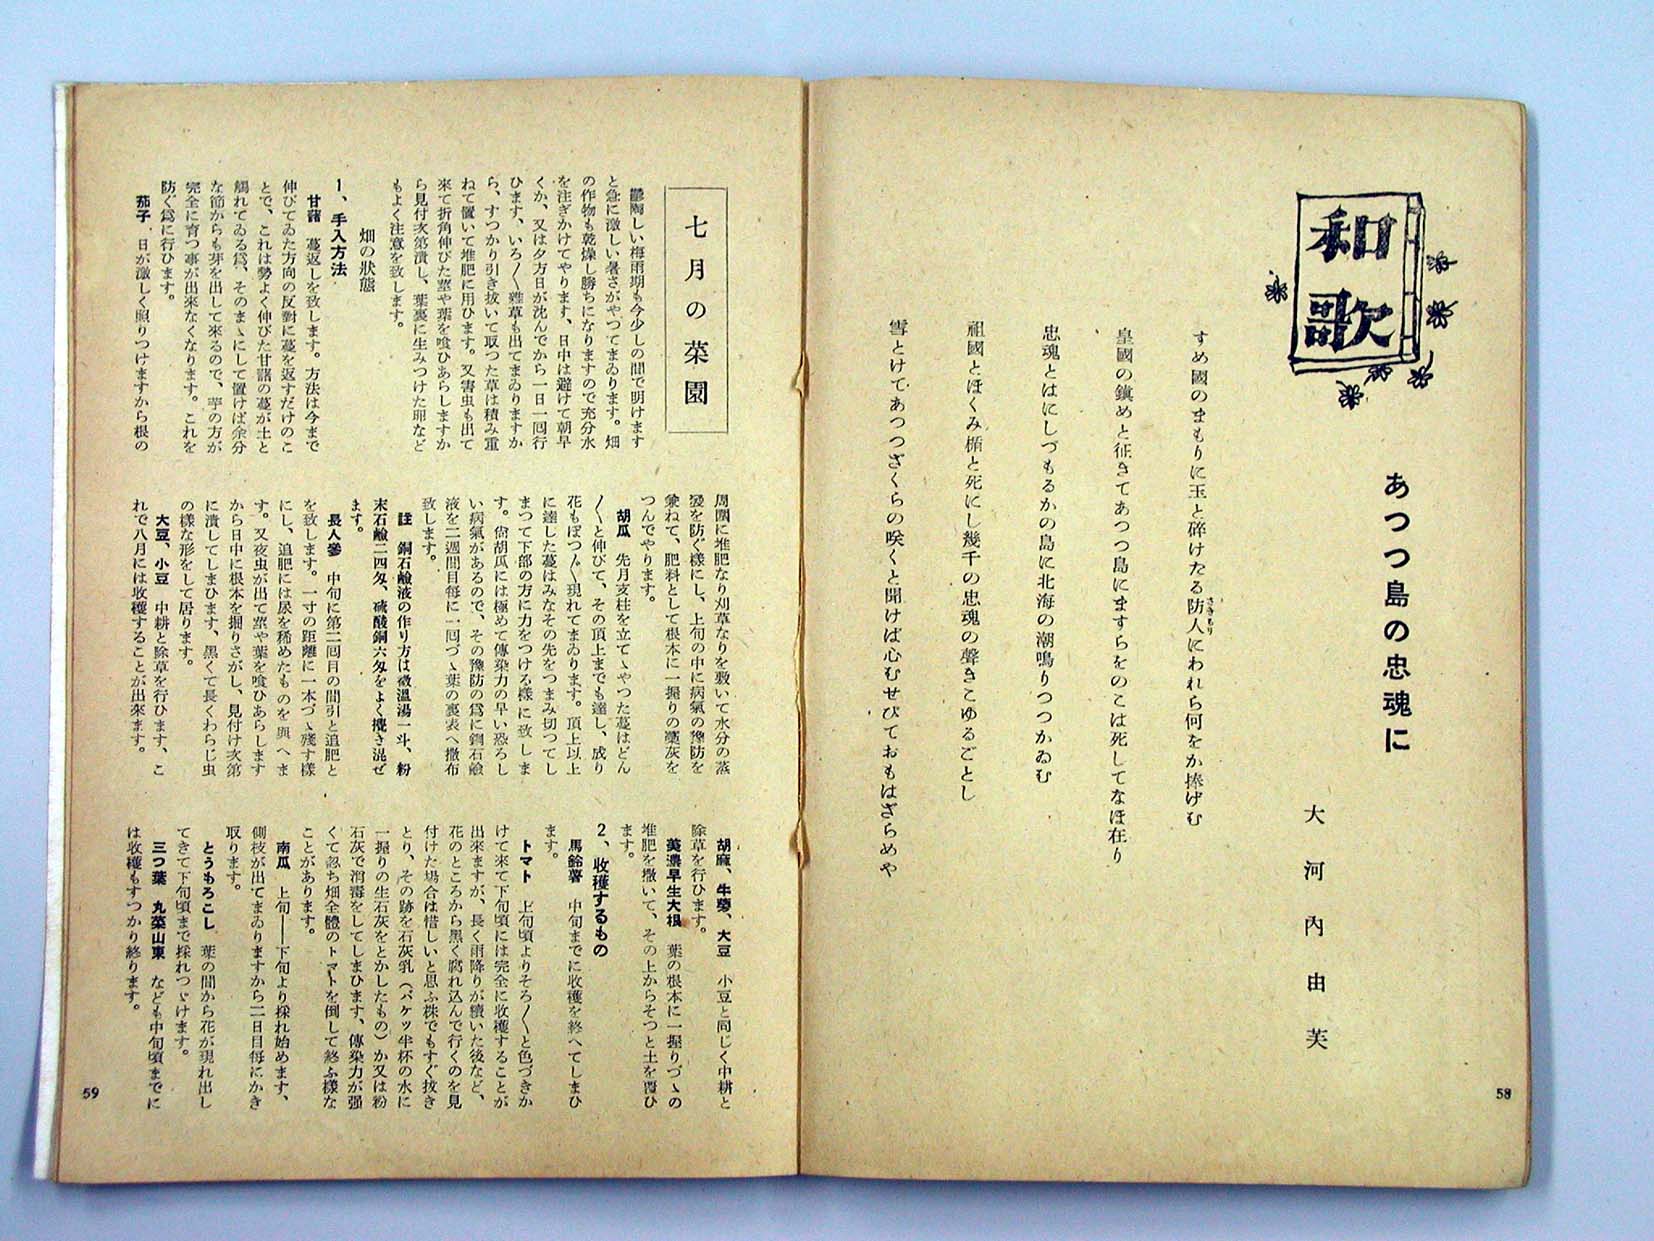 和歌
あつつ島の忠魂に
大河內由芙
すめ國のまもりに玉と碎けたる防人にわれら何をか捧げむ
さきもり
皇國の鎭めと征きてあつつ島にますらをのこは死してなほ在り
忠魂とはにしづもるかの島に北海の潮鳴りつつかゐむ
祖國とほくみ楯と死にし幾千の忠魂の聲きこゆるごとし
雪とけてあつつざくらの咲くと聞けば心むせびておもはざらめや
58
七月の菜園
鬱陶しい梅雨期も今少しの間で明けます
と急に激しい暑さがやつてまゐります。畑
の作物も乾燥し勝ちになりますので充分水
を注ぎかけてやります、日中は避けて朝早
くか、又は夕方日が沈んでから一日一回行
ひます、いろ〱雜草も出てまゐりますか
ら、すつかり引き拔いて取つた草は積み重
ねて置いて堆肥に用ひます。又害虫も出て
來て折角伸びた莖や葉を喰ひあらしますか
ら見付次第潰し、葉裏に生みつけた卵など
もよく注意を致します。
畑の狀態
1、手入方法
甘藷 蔓返しを致します。方法は今まで
伸びてゐた方向の反對に蔓を返すだけのこ
とで、これは勢よく伸びた甘藷の蔓が土と
觸れてゐる爲、そのまゝにして置けば余分
な節からも芽を出して來るので、芋の方が
完全に育つ事が出來なくなります。これを
防ぐ爲に行ひます。
茄子 日が激しく照りつけますから根の
周圍に堆肥なり刈草なりを敷いて水分の蒸
發を防ぐ樣にし、上旬の中に病氣の豫防を
兼ねて、肥料として根本に一握りの藁灰を
つんでやります。
胡瓜 先月支柱を立てゝやつた蔓はどん
〱と伸びて、その頂上までも達し、成り
花もぽつ〱現れてまゐります。頂上以上
に達した蔓はみなその先をつまみ切つてし
まつて下部の方に力をつける樣に致しま
す。尙胡瓜には極めて傳染力の早い恐ろし
い病氣があるので、その豫防の爲に銅石鹼
液を二週間目每に一回づゝ葉の裏表へ撒布
致します。
註 銅石鹼液の作り方は微溫湯一斗、粉
末石鹼二四匁、硫酸銅六匁をよく攪き混ぜ
ます。
長人參 中旬に第二回目の間引と追肥と
を致します。一寸の距離に一本づゝ殘す樣
にし、追肥には尿を稀めたものを與へま
す。又夜虫が出て莖や葉を喰ひあらします
から日中に根本を掘りさがし、見付け次第
に潰してしまひます、黑くて長くわらじ虫
の樣な形をして居ります。
大豆、小豆 中耕と除草を行ひます、こ
れで八月には收穫することが出來ます。
胡麻、牛蒡、大豆 小豆と同じく中耕と
除草を行ひます。
美濃早生大根 葉の根本に一握りづゝの
堆肥を撒いて、その上からそつと土を覆ひ
ます。
2、收穫するもの
馬鈴薯 中旬までに收穫を終へてしまひ
ます。
トマト 上旬頃よりそろ〱と色づきか
けて來て下旬頃には完全に收穫することが
出來ますが、長く雨降りが續いた後など、
花のところから黑く腐れ込んで行くのを見
付けた場合は惜しいと思ふ株でもすぐ拔き
とり、その跡を石灰乳(バケツ半杯の水に
一握りの生石灰をとかしたもの)か又は粉
石灰で消毒をしてしまひます、傳染力が强
くて忽ち畑全體のトマトを倒して終ふ樣な
ことがあります。
南瓜 上旬――下旬より採れ始めます、
側枝が出てまゐりますから二日目每にかき
取ります。
とうもろこし 葉の間から花が現れ出し
てきて下旬頃まで採れつゞけます。
三つ葉 丸葉山東 なども中旬頃までに
は收穫もすつかり終ります。
59